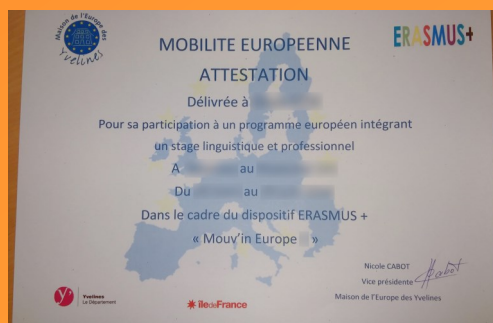 Maison de l'Europe des
Yvelines
ERASMUS+
MOBILITE EUROPEENNE
ATTESTATION
Délivrée à
Pour sa participation à un programme européen intégrant
un stage linguistique et professionnel
A au
Du au
Dans le cadre du dispositif ERASMUS +
« Mouv'in Europe »
Nicole CABOT
Vice présidente
Cabot
Maison de l'Europe des Yvelines
Yvelines
Le Département
îledeFrance